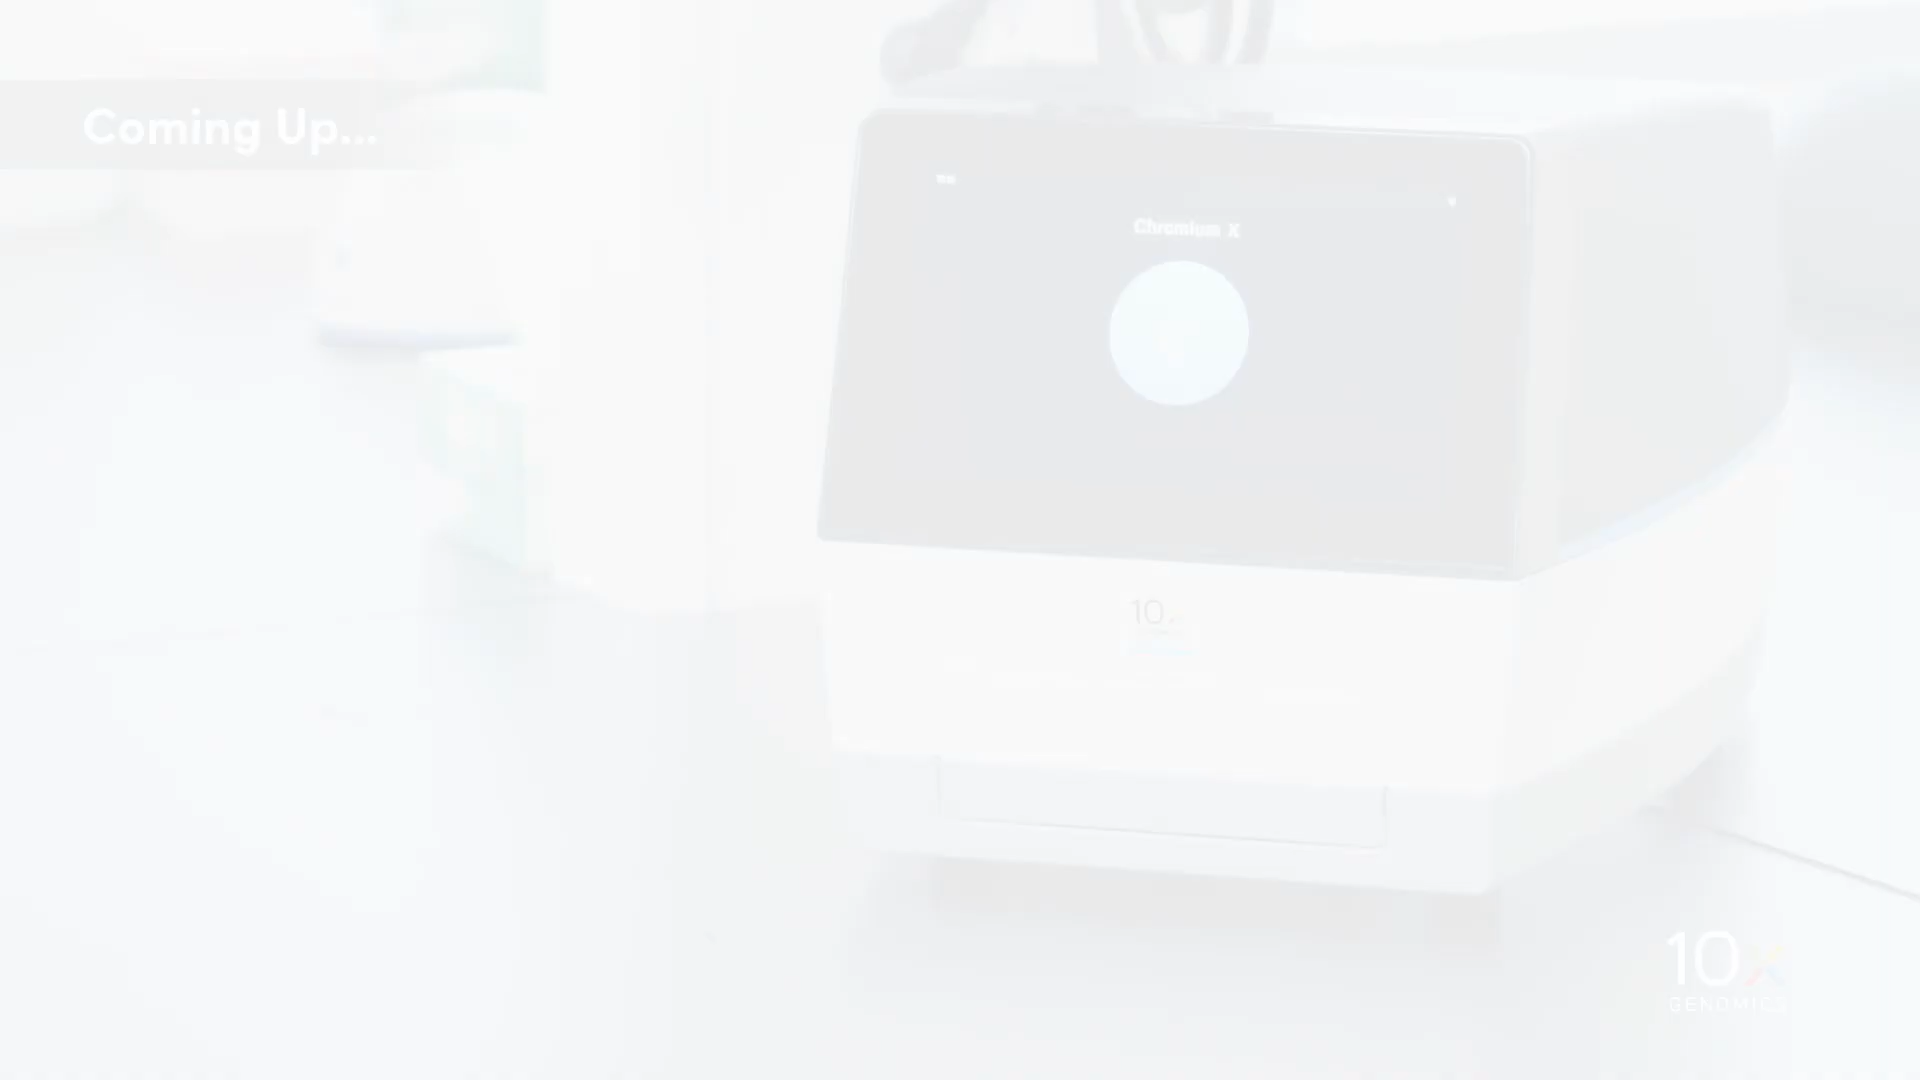 Coming Up...
Chromium X
10x
10x
GENOMICS